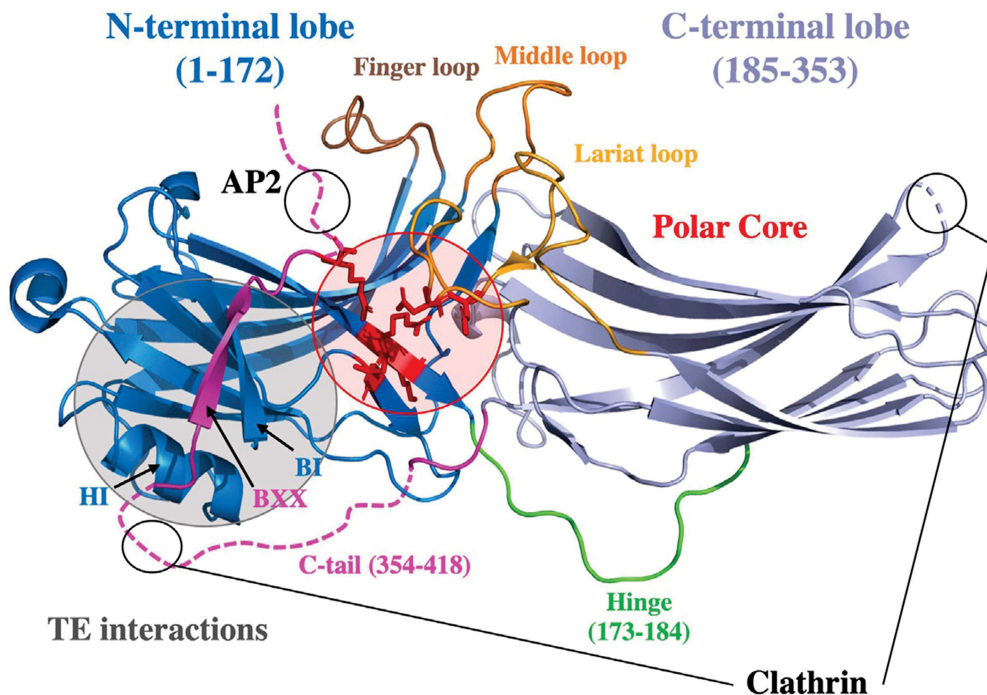 N-terminal lobe
(1-172)
C-terminal lobe
(185-353)
Finger loop
Middle loop
Lariat loop
AP2
Polar Core
HI
BXX
BI
C-tail (354-418)
TE interactions
Hinge
(173-184)
Clathrin